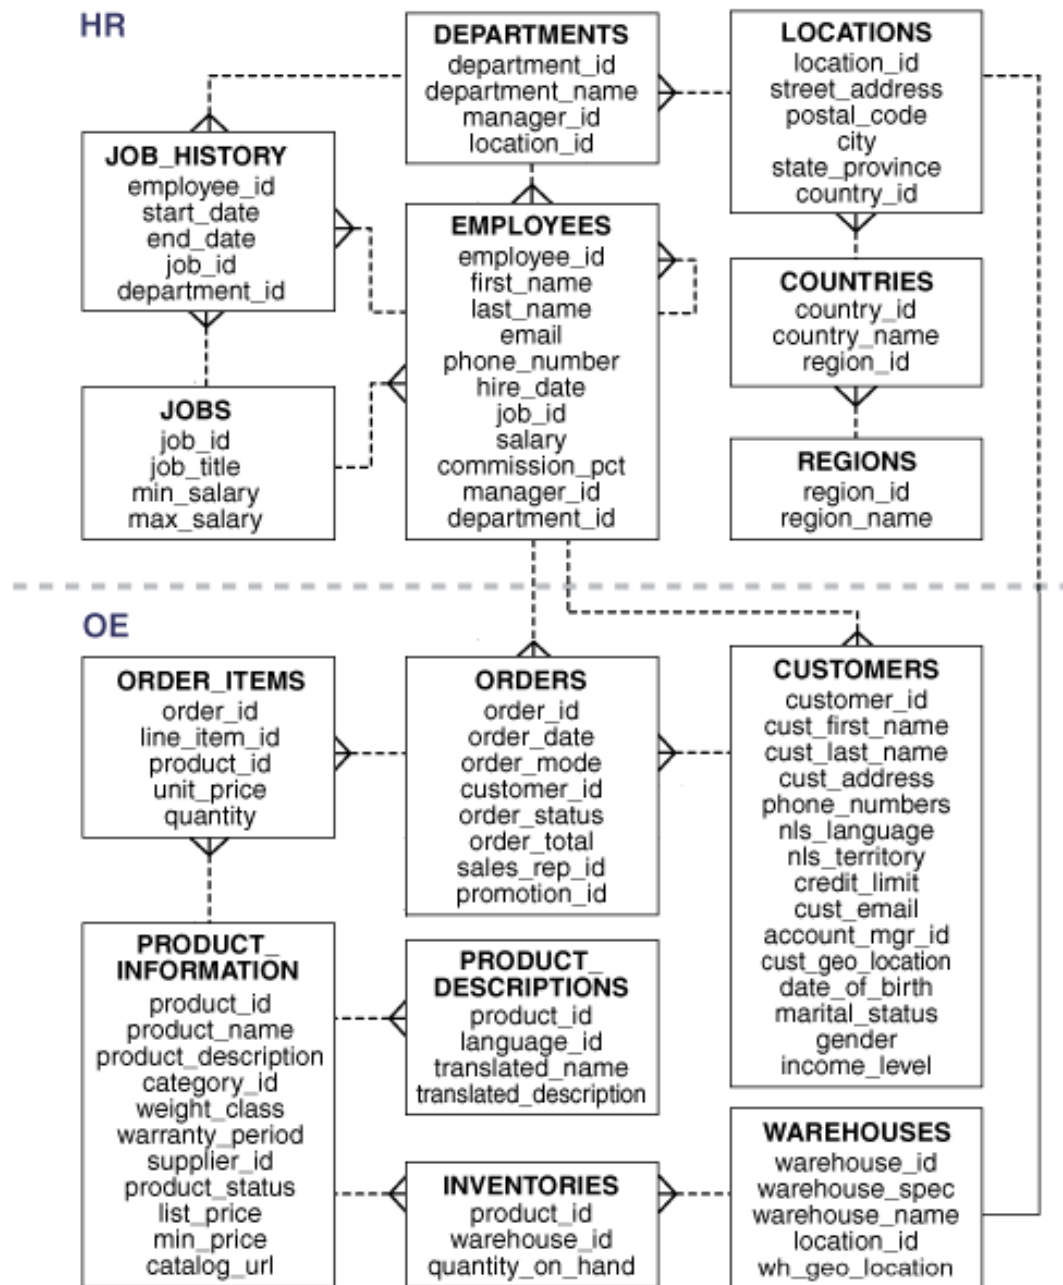 HR
DEPARTMENTS
department_id
department_name
manager_id
location_id
LOCATIONS
location_id
street_address
postal_code
city
state_province
country_id
JOB_HISTORY
employee_id
start_date
end_date
job_id
department_id
EMPLOYEES
employee_id
first_name
last_name
email
phone_number
hire_date
job_id
salary
commission_pct
manager_id
department_id
COUNTRIES
country_id
country_name
region_id
JOBS
job_id
job_title
min_salary
max_salary
REGIONS
region_id
region_name
OE
ORDER_ITEMS
order_id
line_item_id
product_id
unit_price
quantity
ORDERS
order_id
order_date
order_mode
customer_id
order_status
order_total
sales_rep_id
promotion_id
CUSTOMERS
customer_id
cust_first_name
cust_last_name
cust_address
phone_numbers
nls_language
nls_territory
credit_limit
cust_email
account_mgr_id
cust_geo_location
date_of_birth
marital_status
gender
income_level
PRODUCT_
INFORMATION
product_id
product_name
product_description
category_id
weight_class
warranty_period
supplier_id
product_status
list_price
min_price
catalog_url
PRODUCT_
DESCRIPTIONS
product_id
language_id
translated_name
translated_description
INVENTORIES
product_id
warehouse_id
quantity_on_hand
WAREHOUSES
warehouse_id
warehouse_spec
warehouse_name
location_id
wh_geo_location